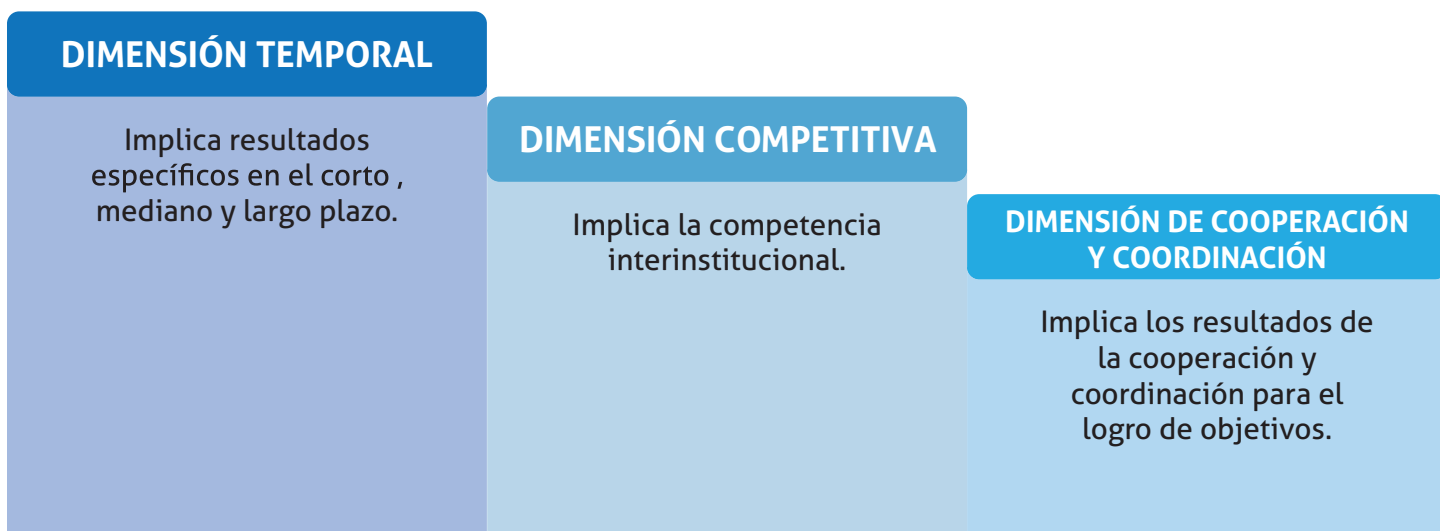 DIMENSIÓN TEMPORAL
Implica resultados
específicos en el corto ,
mediano y largo plazo.
DIMENSIÓN COMPETITIVA
Implica la competencia
interinstitucional.
DIMENSIÓN DE COOPERACIÓN
Y COORDINACIÓN
Implica los resultados de
la cooperación y
coordinación para el
logro de objetivos.